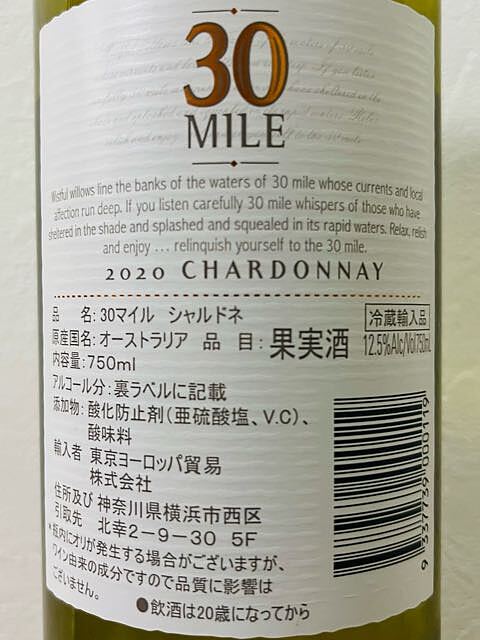 30
MILE
Wistful willows line the banks of the waters of 30 mile whose currents and local
affection run deep. If you listen carefully 30 mile whispers of those who have
sheltered in the shade and splashed and squealed in its rapid waters. Relax, relish
and enjoy ... relinquish yourself to the 30 mile.
2020 CHARDONNAY
品 名:30マイル シャルドネ
冷蔵輸入品
原産国名:オーストラリア 品 目:果実酒
12.5%Alc/Vol750mL
内容量:750ml
アルコール分:裏ラベルに記載
添加物:酸化防止剤(亜硫酸塩、V.C)、
酸味料
輸入者 東京ヨーロッパ貿易
株式会社
住所及び 神奈川県横浜市西区
引取先 北幸2-9-30 5F
*瓶内にオリが発生する場合がございますが、
ワイン由来の成分ですので品質に影響は
ございません。
●飲酒は20歳になってから
9 337739 000119